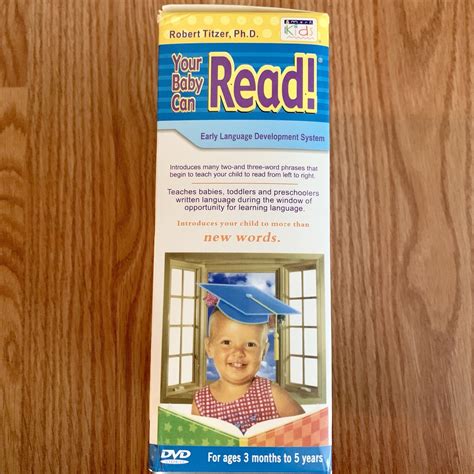 Robert Titzer, Ph.D.
Kids
Your
Baby
Can
Read!®
Early Language Development System
Introduces many two-and three-word phrases that
begin to teach your child to read from left to right.
Teaches babies, toddlers and preschoolers
written language during the window of
opportunity for learning language.
Introduces your child to more than
new words.
DVD
For ages 3 months to 5 years